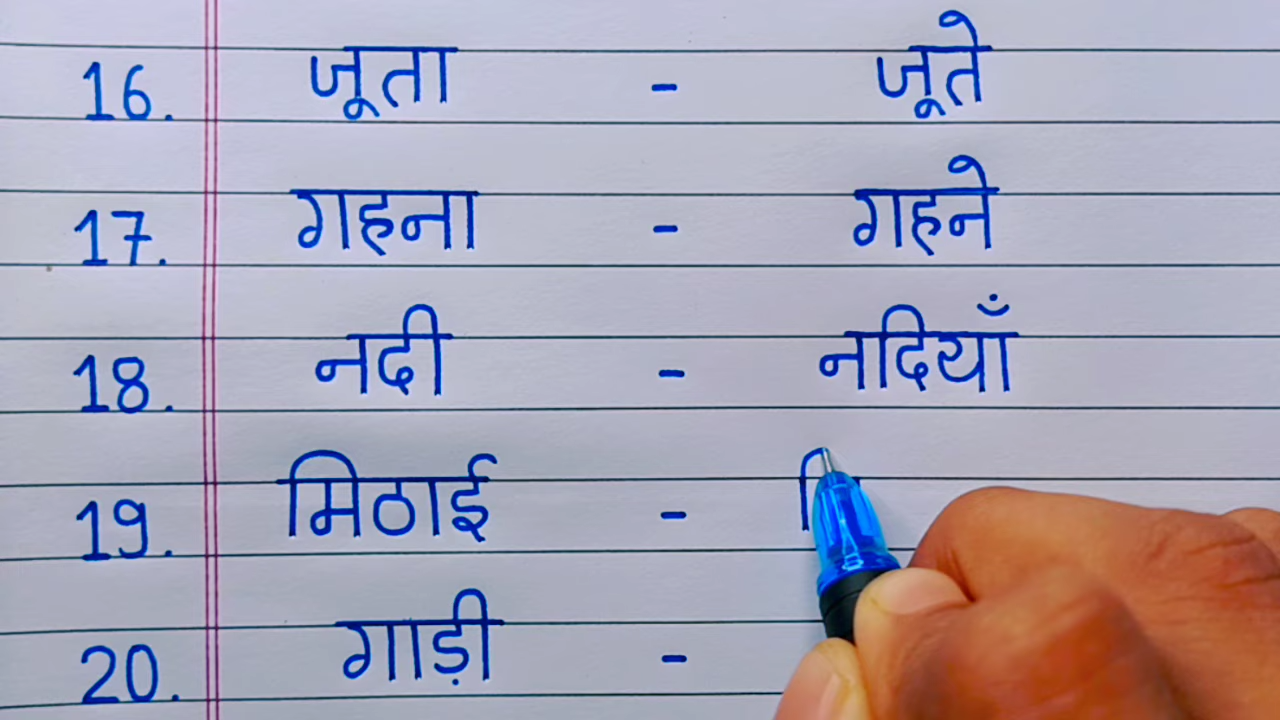 16. जूता - जूते
17. गहना - गहने
18. नदी - नदियाँ
19. मिठाई -
20. गाड़ी -